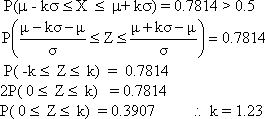 P(μ - kσ ≤ X ≤ μ + kσ) = 0.7814 > 0.5
P((μ − kσ − μ)/σ ≤ Z ≤ (μ + kσ − μ)/σ) = 0.7814
P( -k ≤ Z ≤ k) = 0.7814
2P( 0 ≤ Z ≤ k) = 0.7814
P( 0 ≤ Z ≤ k) = 0.3907 ∴ k = 1.23